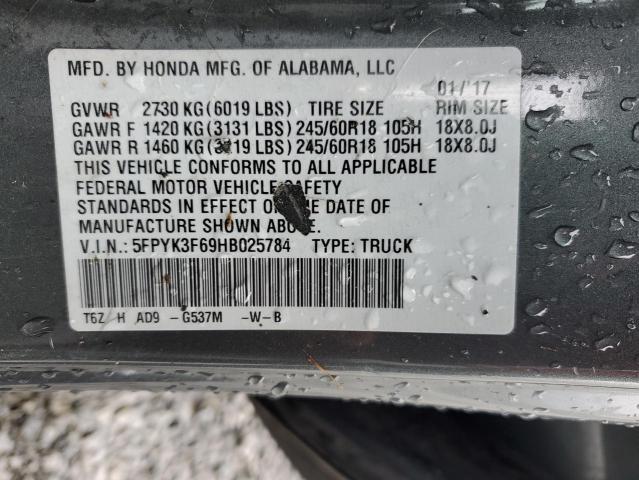 MFD. BY HONDA MFG. OF ALABAMA, LLC
01/'17
GVWR 2730 KG (6019 LBS) TIRE SIZE RIM SIZE
GAWR F 1420 KG (3131 LBS) 245/60R18 105H 18X8.0J
GAWR R 1460 KG (3219 LBS) 245/60R18 105H 18X8.0J
THIS VEHICLE CONFORMS TO ALL APPLICABLE
FEDERAL MOTOR VEHICLE SAFETY
STANDARDS IN EFFECT ON THE DATE OF
MANUFACTURE SHOWN ABOVE.
V.I.N.: 5FPYK3F69HB025784 TYPE: TRUCK
T6Z H AD9 -G537M -W-B